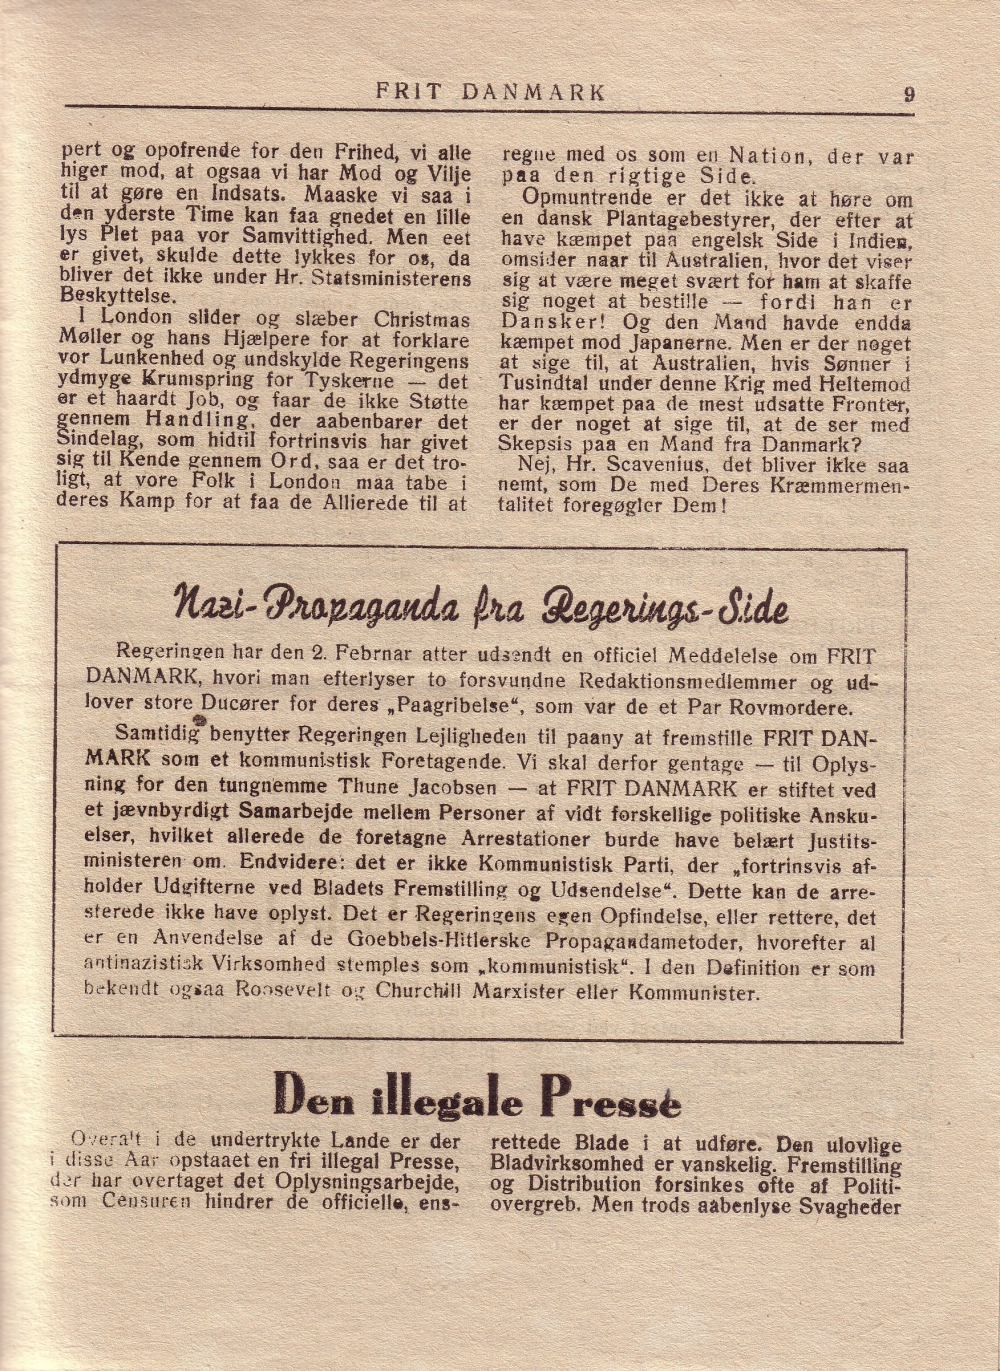 FRIT DANMARK 9
pert og opofrende for den Frihed, vi alle
higer mod, at ogsaa vi har Mod og Vilje
til at gøre en Indsats. Maaske vi saa i
den yderste Time kan faa gnedet en lille
lys Plet paa vor Samvittighed. Men eet
er givet, skulde dette lykkes for os, da
bliver det ikke under Hr. Statsministerens
Beskyttelse.
I London slider og slæber Christmas
Møller og hans Hjælpere for at forklare
vor Lunkenhed og undskylde Regeringens
ydmyge Krumspring for Tyskerne — det
er et haardt Job, og faar de ikke Støtte
gennem Handling, der aabenbarer det
Sindelag, som hidtil fortrinsvis har givet
sig til Kende gennem Ord, saa er det tro-
ligt, at vore Folk i London maa tabe i
deres Kamp for at faa de Allierede til at
regne med os som en Nation, der var
paa den rigtige Side.
Opmuntrende er det ikke at høre om
en dansk Plantagebestyrer, der efter at
have kæmpet paa engelsk Side i Indien,
omsider naar til Australien, hvor det viser
sig at være meget svært for ham at skaffe
sig noget at bestille — fordi han er
Dansker! Og den Mand havde endda
kæmpet mod Japanerne. Men er der noget
at sige til, at Australien, hvis Sønner i
Tusindtal under denne Krig med Heltemod
har kæmpet paa de mest udsatte Fronter,
er der noget at sige til, at de ser med
Skepsis paa en Mand fra Danmark?
Nej, Hr. Scavenius, det bliver ikke saa
nemt, som De med Deres Kræmmermen-
talitet foregøgler Dem!
Nazi-Propaganda fra Regerings-Side
Regeringen har den 2. Febrnar atter udsendt en officiel Meddelelse om FRIT
DANMARK, hvori man efterlyser to forsvundne Redaktionsmedlemmer og ud-
lover store Ducører for deres „Paagribelse“, som var de et Par Rovmordere.
Samtidig benytter Regeringen Lejligheden til paany at fremstille FRIT DAN-
MARK som et kommunistisk Foretagende. Vi skal derfor gentage — til Oplys-
ning for den tungnemme Thune Jacobsen — at FRIT DANMARK er stiftet ved
et jævnbyrdigt Samarbejde mellem Personer af vidt forskellige politiske Ansku-
elser, hvilket allerede de foretagne Arrestationer burde have belært Justits-
ministeren om. Endvidere: det er ikke Kommunistisk Parti, der „fortrinsvis af-
holder Udgifterne ved Bladets Fremstilling og Udsendelse“. Dette kan de arre-
sterede ikke have oplyst. Det er Regeringens egen Opfindelse, eller rettere, det
er en Anvendelse af de Goebbels-Hitlerske Propagandametoder, hvorefter al
antinazistisk Virksomhed stemples som „kommunistisk“. I den Definition er som
bekendt ogsaa Roosevelt og Churchill Marxister eller Kommunister.
Den illegale Presse
Overalt i de undertrykte Lande er der
i disse Aar opstaaet en fri illegal Presse,
der har overtaget det Oplysningsarbejde,
som Censuren hindrer de officielle, ens-
rettede Blade i at udføre. Den ulovlige
Bladvirksomhed er vanskelig. Fremstilling
og Distribution forsinkes ofte af Politi-
overgreb. Men trods aabenlyse Svagheder